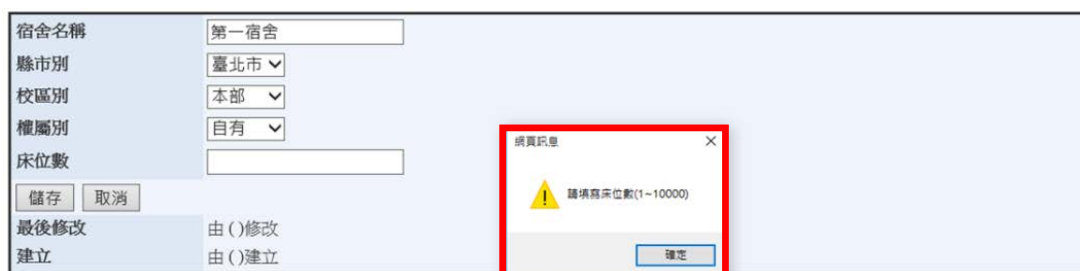 宿舍名稱 第一宿舍
縣市別 臺北市
校區別 本部
權屬別 自有
床位數
儲存 取消
最後修改 由 ( )修改
建立 由 ( )建立
網頁訊息
請填寫床位數(1~10000)
確定